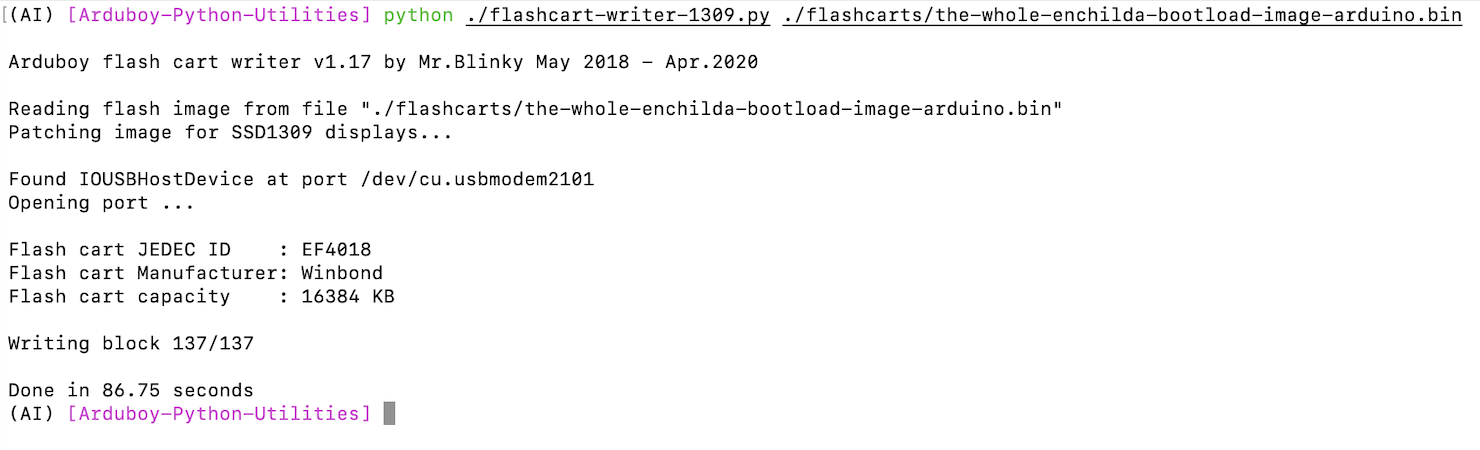 [(AI) [Arduboy-Python-Utilities] python ./flashcart-writer-1309.py ./flashcarts/the-whole-enchilda-bootload-image-arduino.bin
Arduboy flash cart writer v1.17 by Mr.Blinky May 2018 - Apr.2020
Reading flash image from file "./flashcarts/the-whole-enchilda-bootload-image-arduino.bin"
Patching image for SSD1309 displays...
Found IOUSBHostDevice at port /dev/cu.usbmodem2101
Opening port ...
Flash cart JEDEC ID    : EF4018
Flash cart Manufacturer: Winbond
Flash cart capacity    : 16384 KB
Writing block 137/137
Done in 86.75 seconds
(AI) [Arduboy-Python-Utilities]